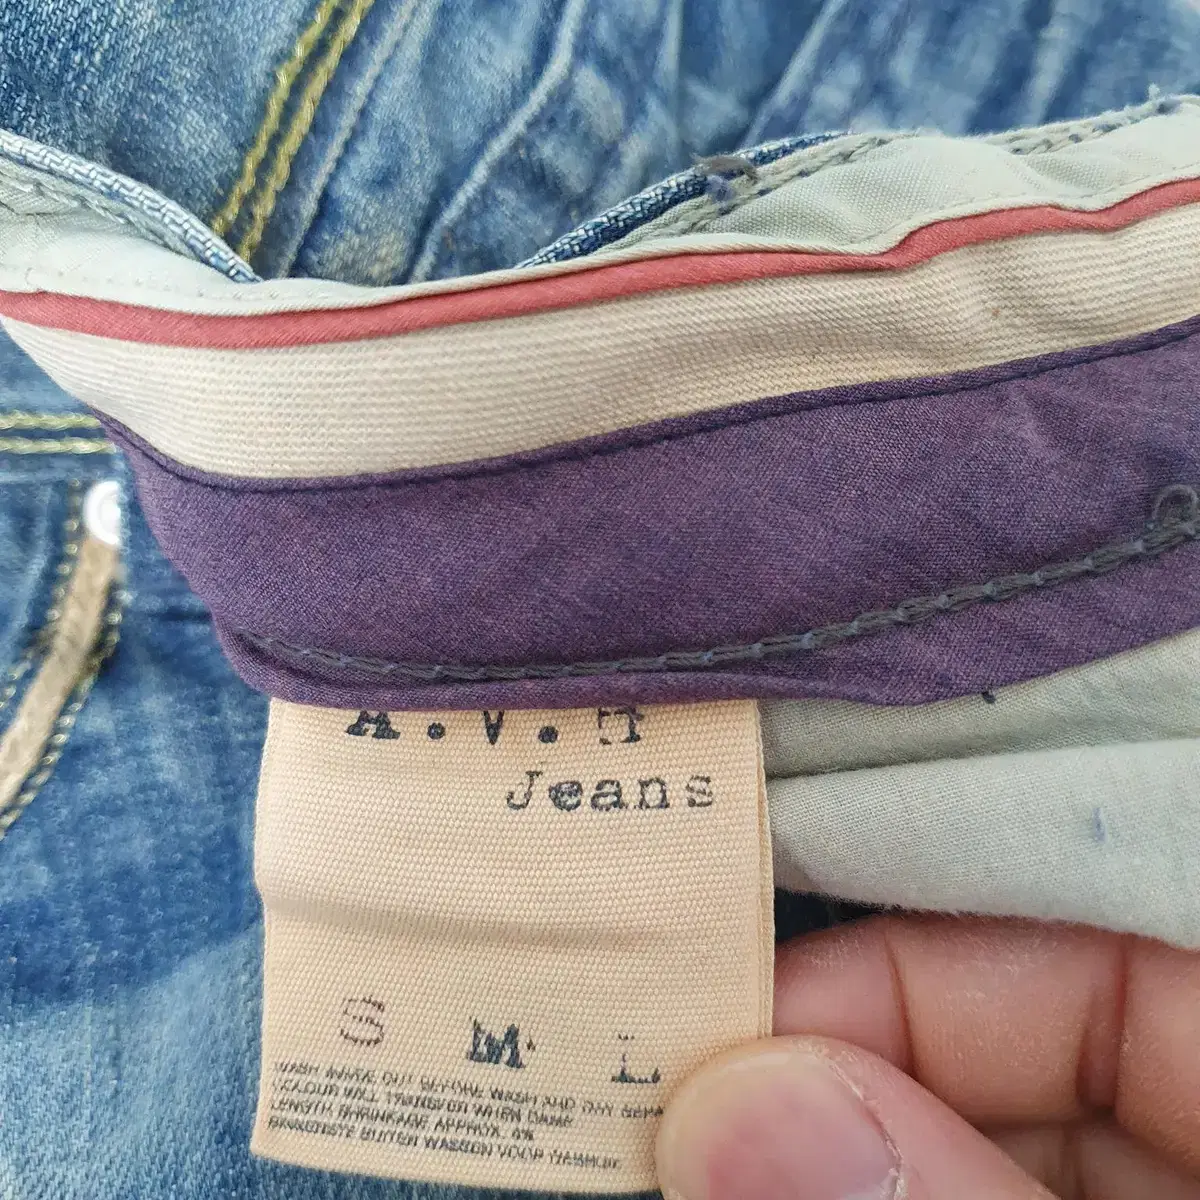 A.V.H
Jeans
S M L
WASH INSIDE OUT BEFORE WASH AND DRY SEPA
COLOUR WILL TRANSFER WHEN DAMP
LENGTH SHRINKAGE APPROX. 4%
BINNENSTE BUITEN WASSEN VOOR